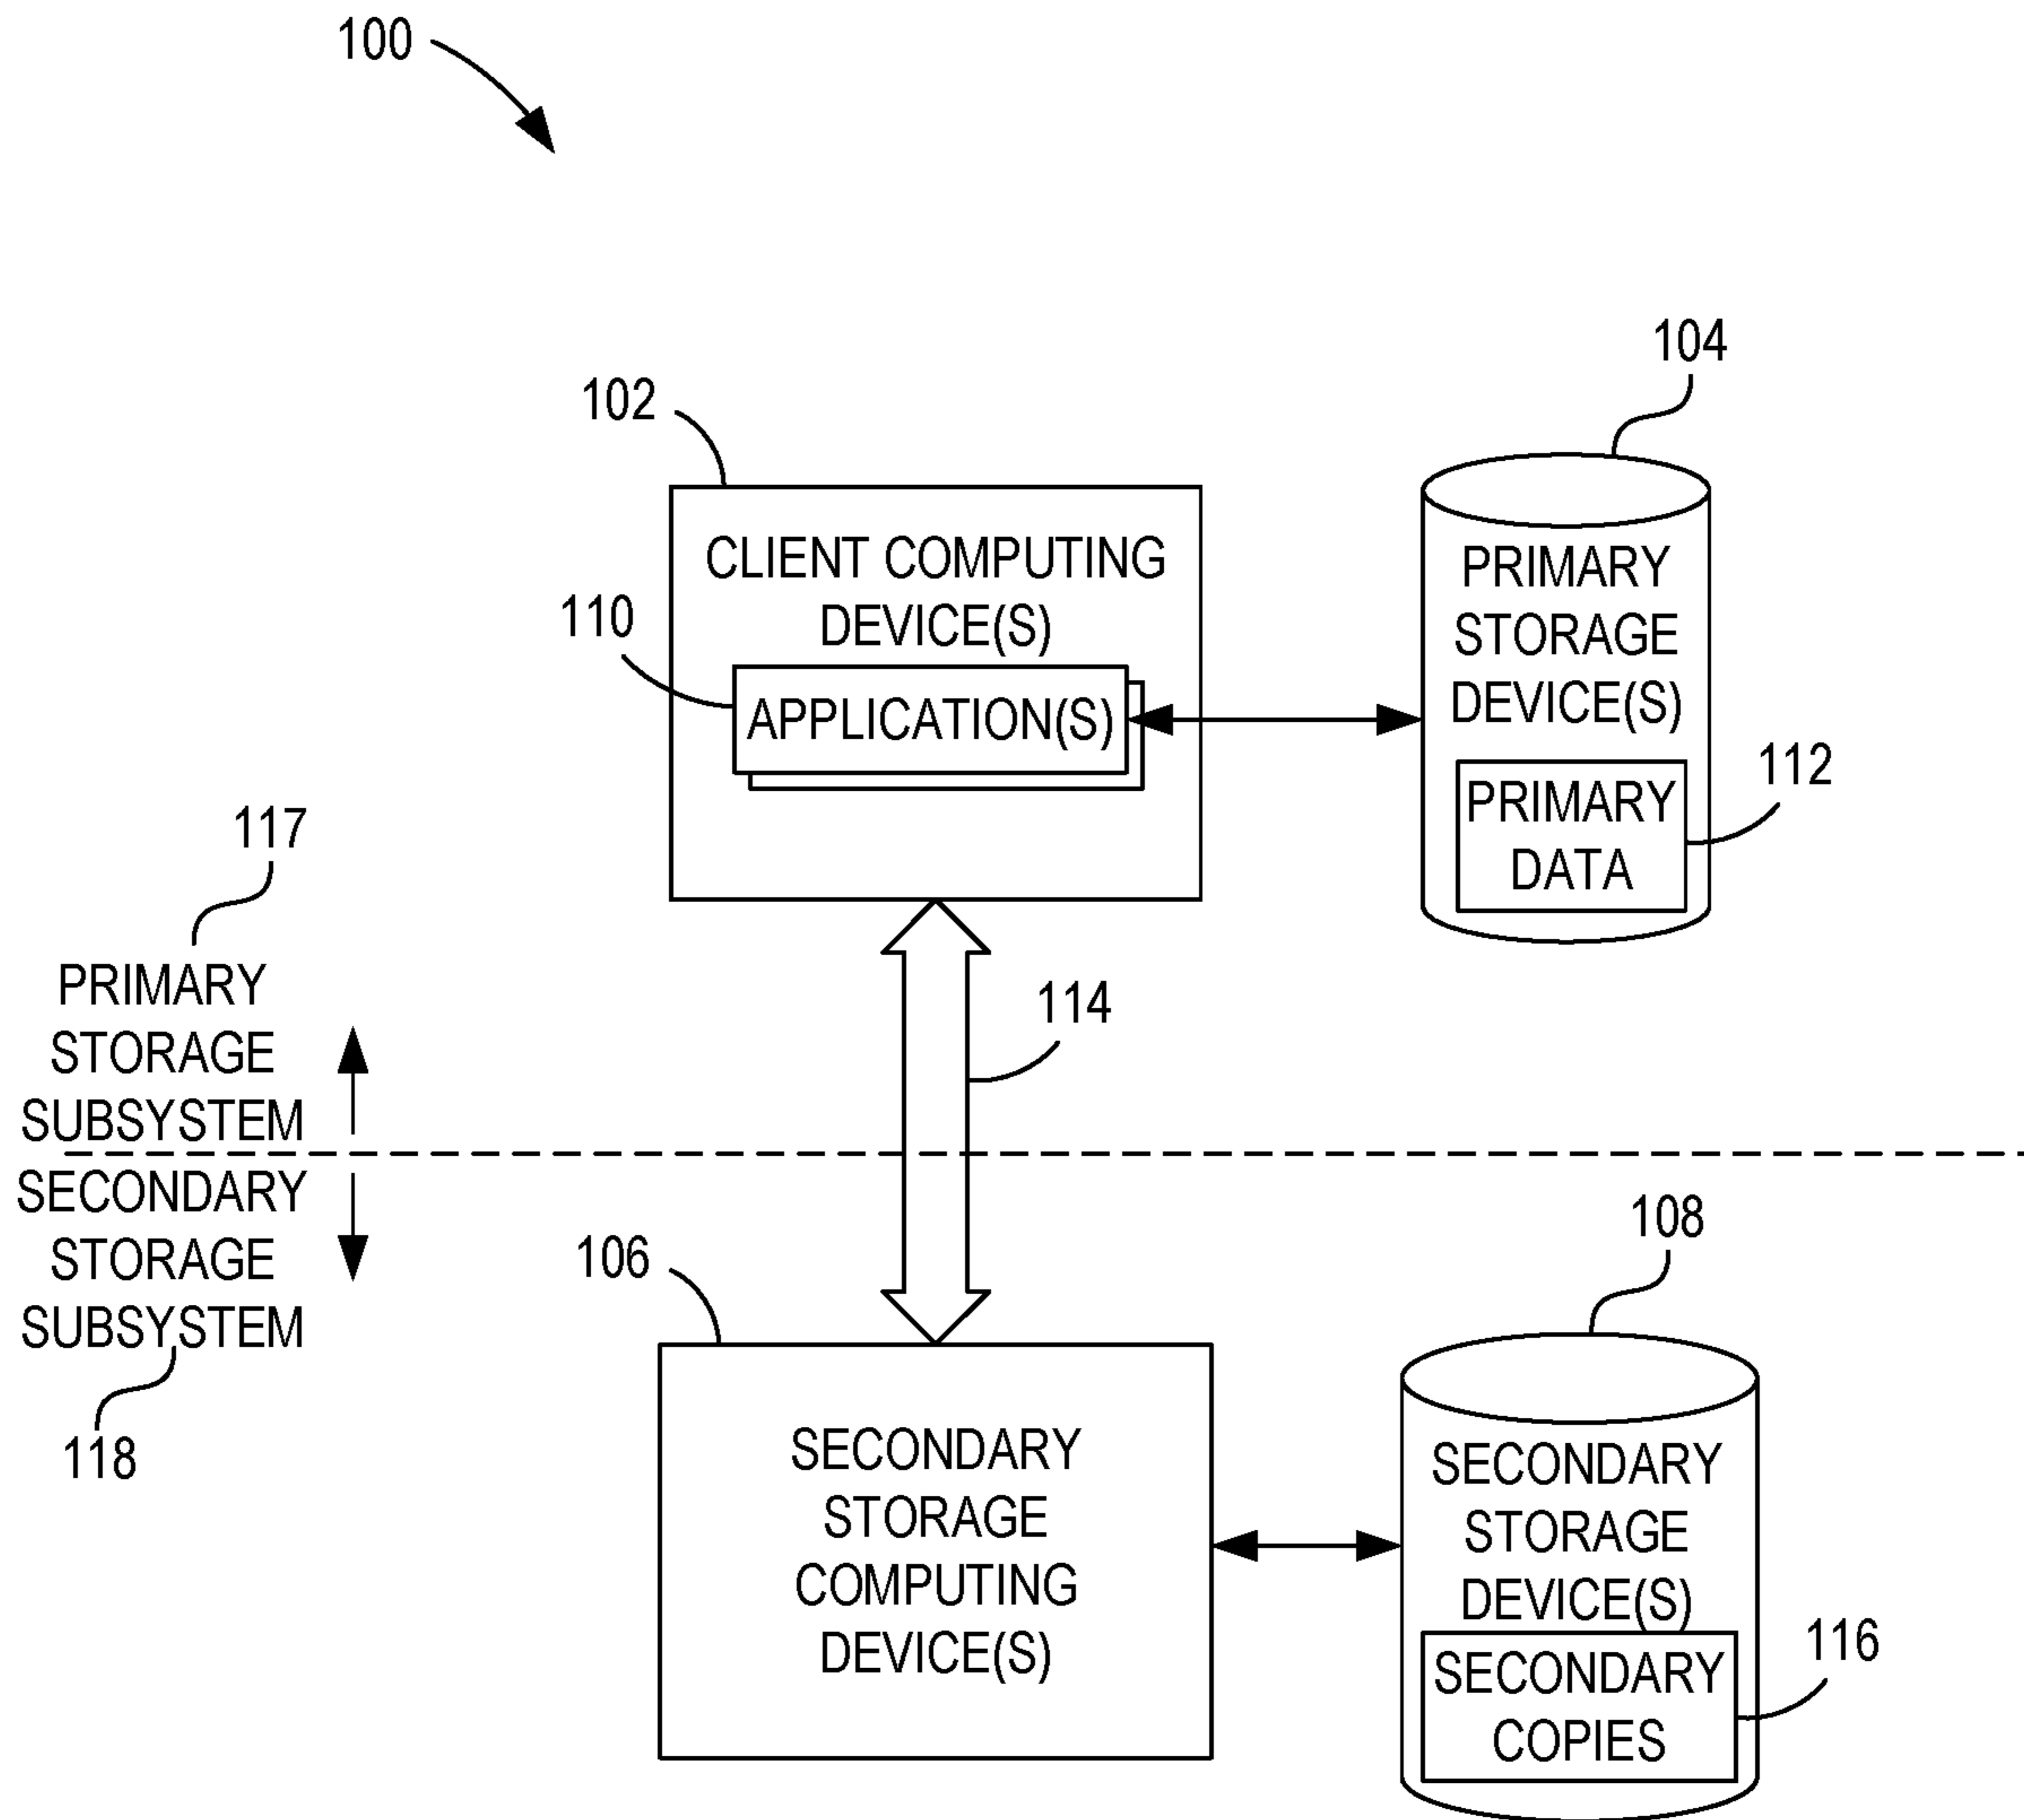 100
104
102
CLIENT COMPUTING
DEVICE(S)
110
APPLICATION(S)
PRIMARY
STORAGE
DEVICE(S)
112
PRIMARY
DATA
117
PRIMARY
STORAGE
SUBSYSTEM
114
SECONDARY
STORAGE
SUBSYSTEM
118
106
108
SECONDARY
STORAGE
COMPUTING
DEVICE(S)
SECONDARY
STORAGE
DEVICE(S)
116
SECONDARY
COPIES